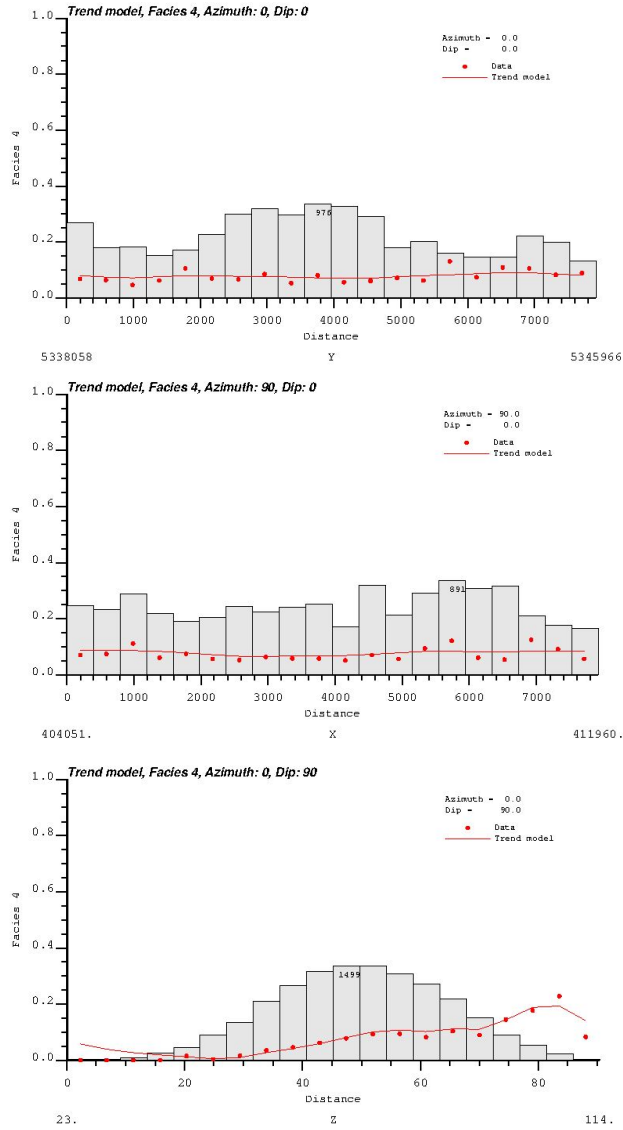 Trend model, Facies 4, Azimuth: 0, Dip: 0
Azimuth = 0.0
Dip = 0.0
Data
Trend model
1.0
0.8
0.6
0.4
0.2
0.0
Facies 4
976
0 1000 2000 3000 4000 5000 6000 7000
Distance
5338058 Y 5345966
Trend model, Facies 4, Azimuth: 90, Dip: 0
Azimuth = 90.0
Dip = 0.0
Data
Trend model
1.0
0.8
0.6
0.4
0.2
0.0
Facies 4
891
0 1000 2000 3000 4000 5000 6000 7000
Distance
404051. X 411960.
Trend model, Facies 4, Azimuth: 0, Dip: 90
Azimuth = 0.0
Dip = 90.0
Data
Trend model
1.0
0.8
0.6
0.4
0.2
0.0
Facies 4
1499
0 20 40 60 80
Distance
23. Z 114.